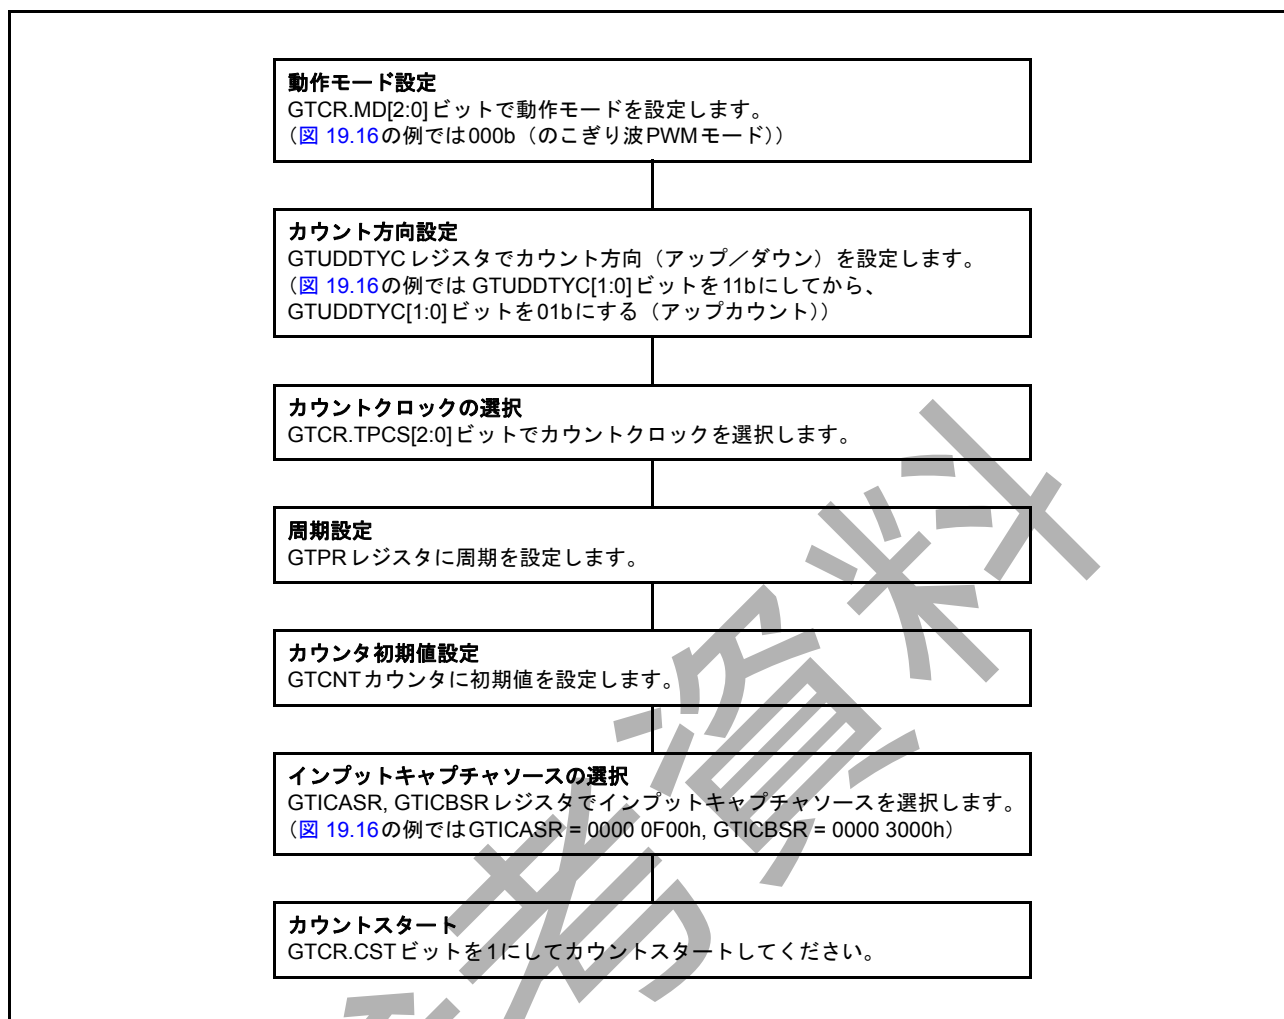 動作モード設定
GTCR.MD[2:0]ビットで動作モードを設定します。
（図 19.16の例では000b（のこぎり波PWMモード））
カウント方向設定
GTUDDTYCレジスタでカウント方向（アップ／ダウン）を設定します。
（図 19.16の例では GTUDDTYC[1:0]ビットを11bにしてから、
GTUDDTYC[1:0]ビットを01bにする（アップカウント））
カウントクロックの選択
GTCR.TPCS[2:0]ビットでカウントクロックを選択します。
周期設定
GTPRレジスタに周期を設定します。
カウンタ初期値設定
GTCNTカウンタに初期値を設定します。
インプットキャプチャソースの選択
GTICASR, GTICBSRレジスタでインプットキャプチャソースを選択します。
（図 19.16の例ではGTICASR = 0000 0F00h, GTICBSR = 0000 3000h）
カウントスタート
GTCR.CSTビットを1にしてカウントスタートしてください。
考資料